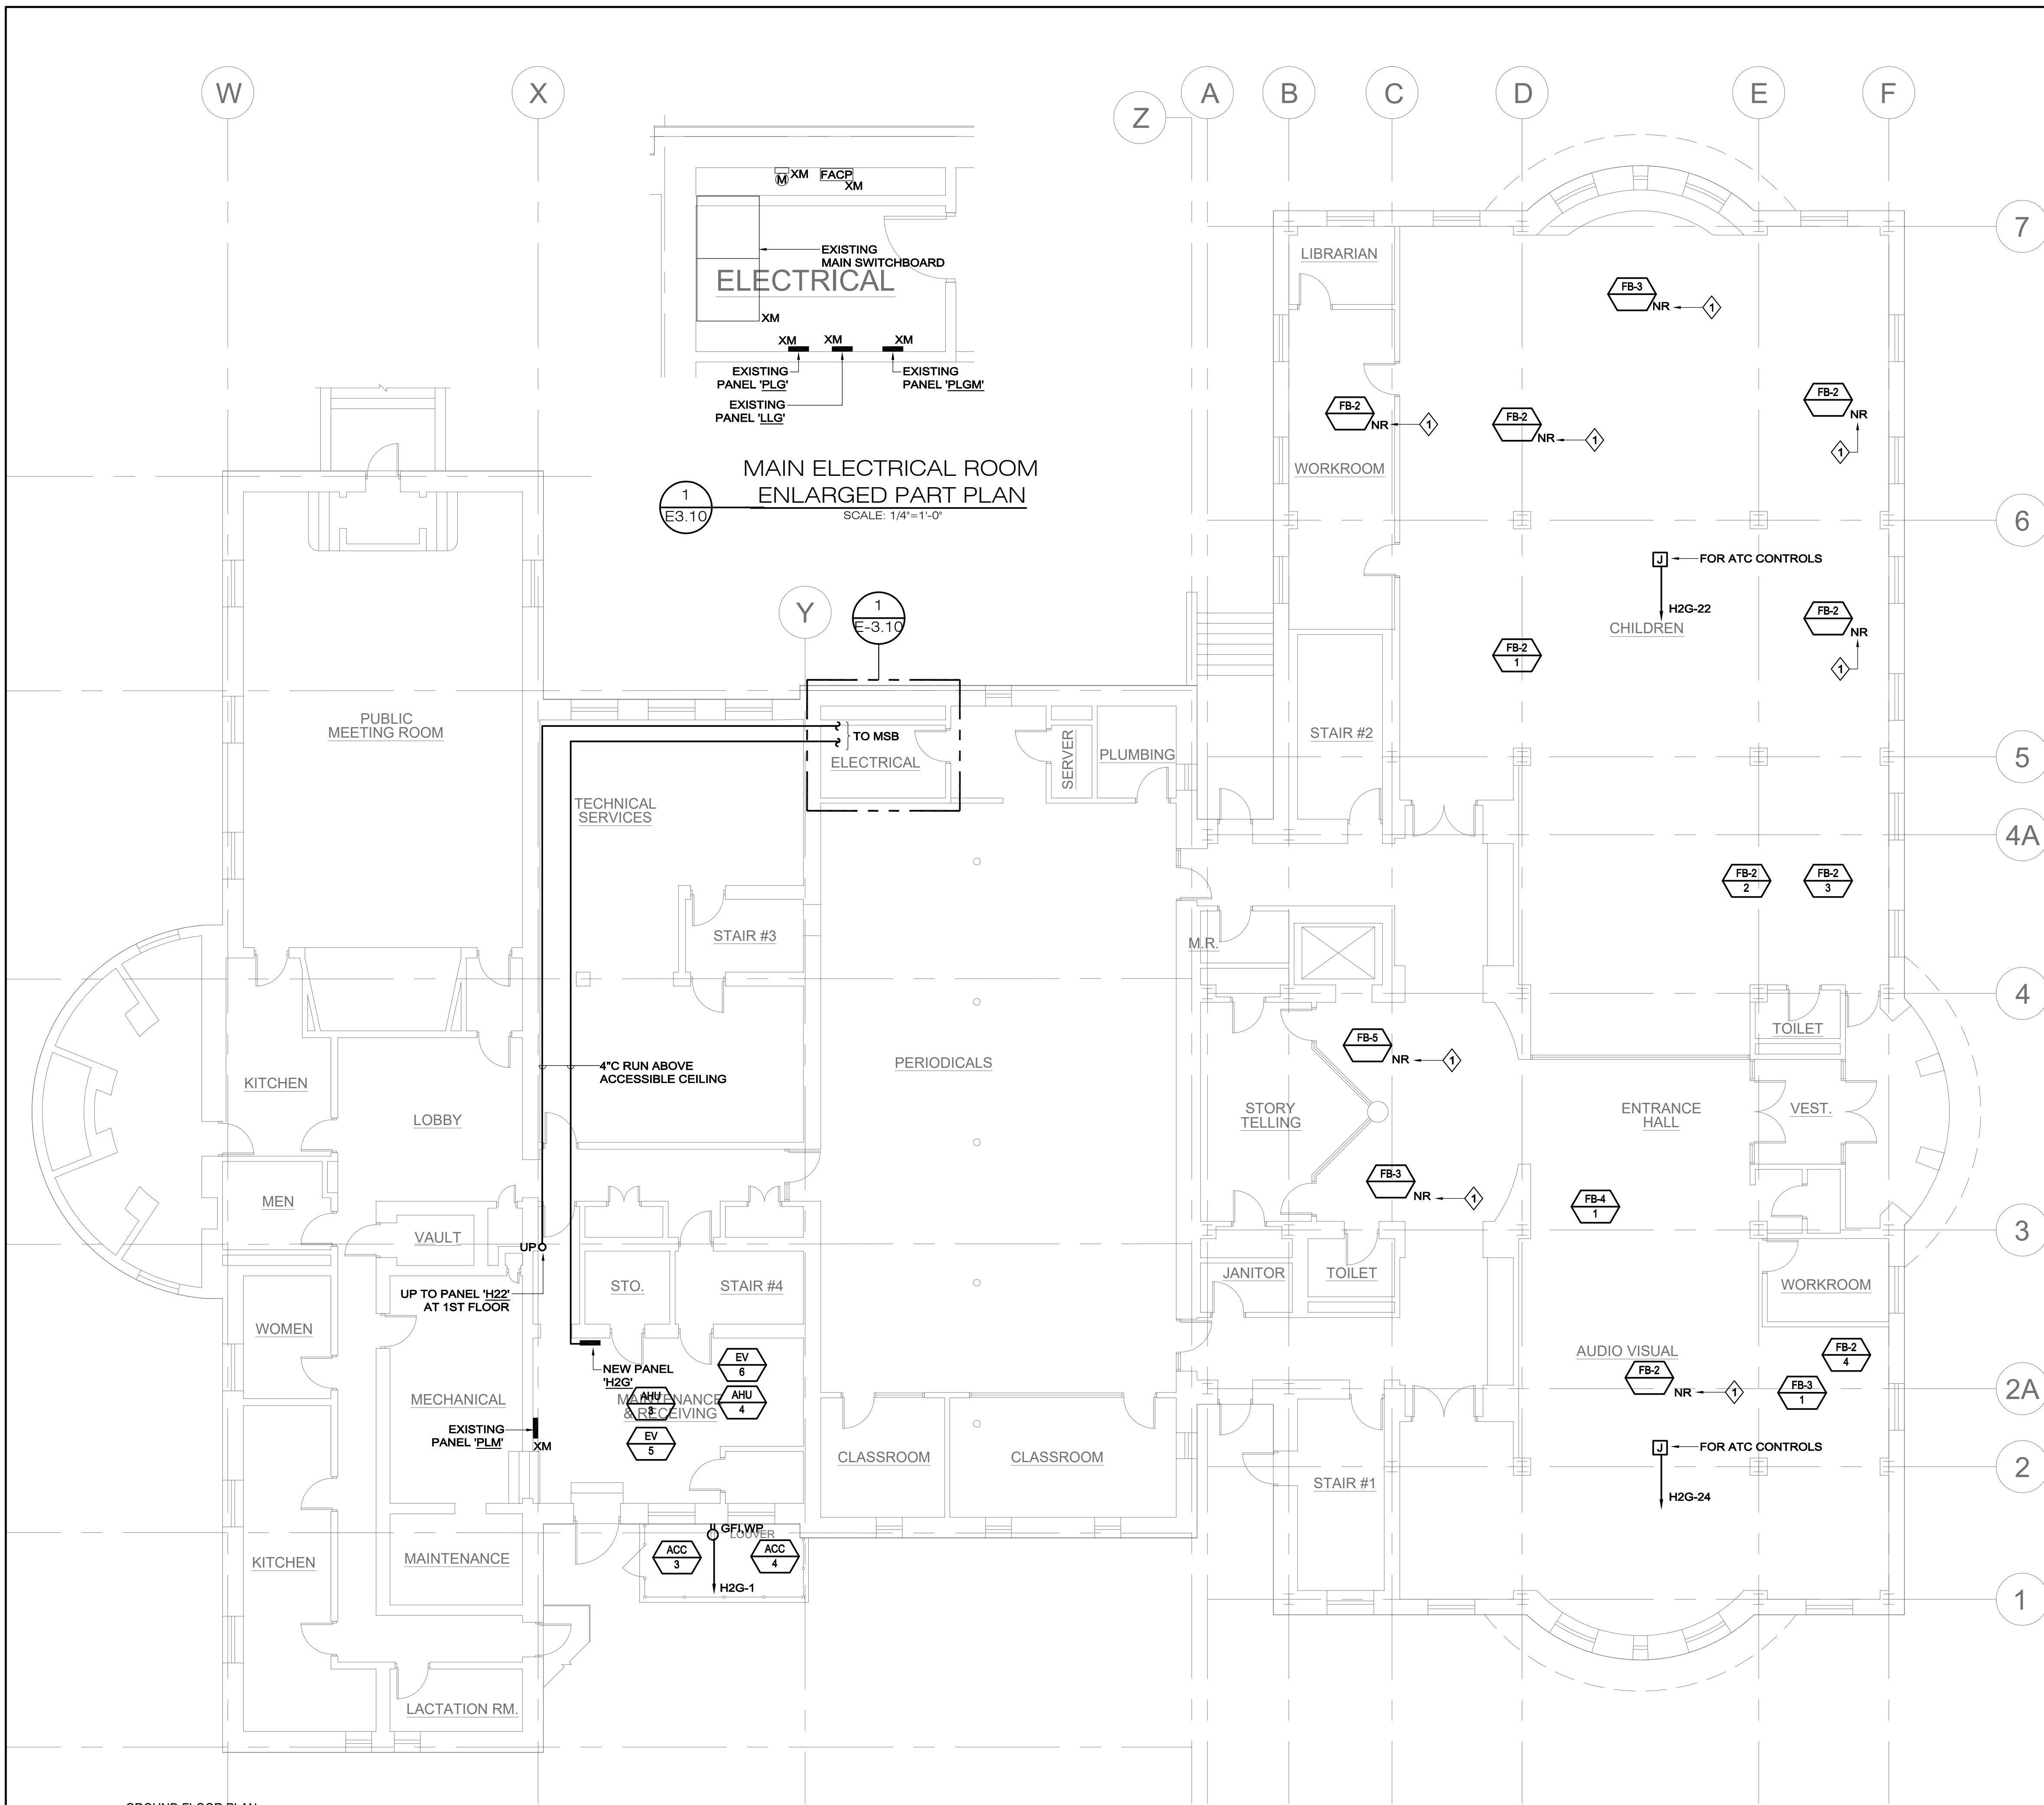 W
X
Z
A
B
C
D
E
F
M
XM
FACP
XM
EXISTING
MAIN SWITCHBOARD
ELECTRICAL
XM
XM
XM
XM
EXISTING
PANEL 'PLG'
EXISTING
PANEL 'PLGM'
EXISTING
PANEL 'LLG'
MAIN ELECTRICAL ROOM
ENLARGED PART PLAN
SCALE: 1/4"=1'-0"
1
E3.10
7
LIBRARIAN
FB-3
NR
1
FB-2
NR
1
FB-2
NR
1
FB-2
NR
1
WORKROOM
6
J
FOR ATC CONTROLS
H2G-22
CHILDREN
FB-2
NR
1
FB-2
1
Y
1
E-3.10
PUBLIC
MEETING ROOM
TO MSB
ELECTRICAL
SERVER
PLUMBING
STAIR #2
5
TECHNICAL
SERVICES
4A
FB-2
2
FB-2
3
STAIR #3
M.R.
4
TOILET
FB-5
NR
1
4"C RUN ABOVE
ACCESSIBLE CEILING
PERIODICALS
KITCHEN
LOBBY
STORY
TELLING
ENTRANCE
HALL
VEST.
FB-3
NR
1
FB-4
1
MEN
VAULT
UP
3
UP TO PANEL 'H22'
AT 1ST FLOOR
STO.
STAIR #4
JANITOR
TOILET
WORKROOM
WOMEN
NEW PANEL
'H2G'
EV
6
AHU
3
AHU
4
MAINTENANCE
& RECEIVING
EV
5
MECHANICAL
EXISTING
PANEL 'PLM'
XM
AUDIO VISUAL
FB-2
NR
1
FB-2
4
FB-3
1
2A
J
FOR ATC CONTROLS
H2G-24
CLASSROOM
CLASSROOM
STAIR #1
2
GFI,WP
LOUVER
ACC
3
ACC
4
H2G-1
KITCHEN
MAINTENANCE
1
LACTATION RM.
GROUND FLOOR PLAN